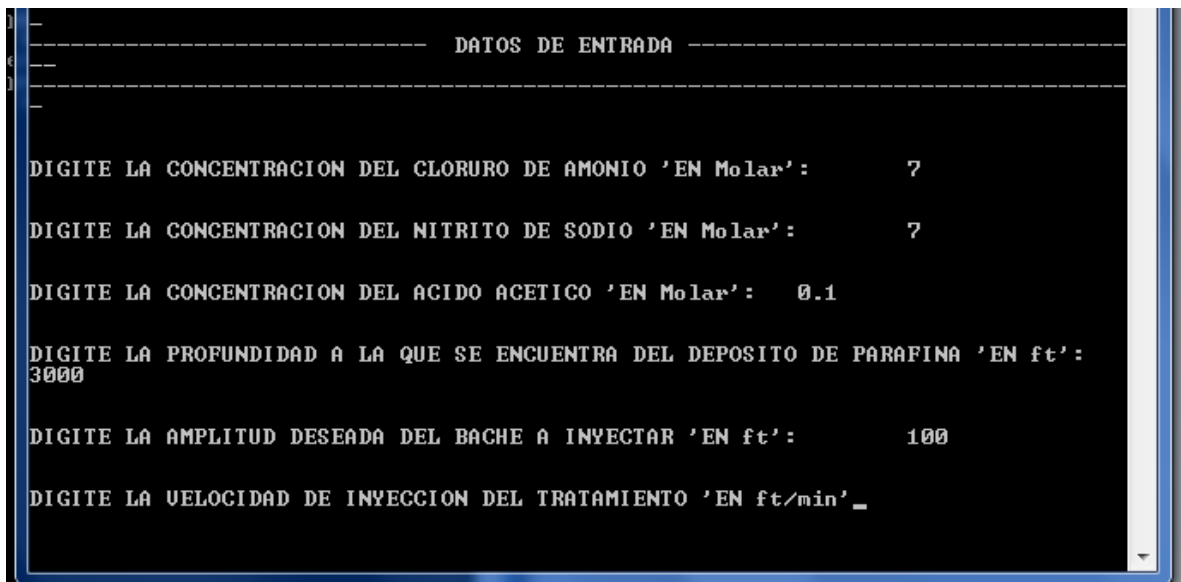 ------------------------------ DATOS DE ENTRADA --------------------------------
DIGITE LA CONCENTRACION DEL CLORURO DE AMONIO 'EN Molar': 7
DIGITE LA CONCENTRACION DEL NITRITO DE SODIO 'EN Molar': 7
DIGITE LA CONCENTRACION DEL ACIDO ACETICO 'EN Molar': 0.1
DIGITE LA PROFUNDIDAD A LA QUE SE ENCUENTRA DEL DEPOSITO DE PARAFINA 'EN ft':
3000
DIGITE LA AMPLITUD DESEADA DEL BACHE A INYECTAR 'EN ft': 100
DIGITE LA VELOCIDAD DE INYECCION DEL TRATAMIENTO 'EN ft/min'_